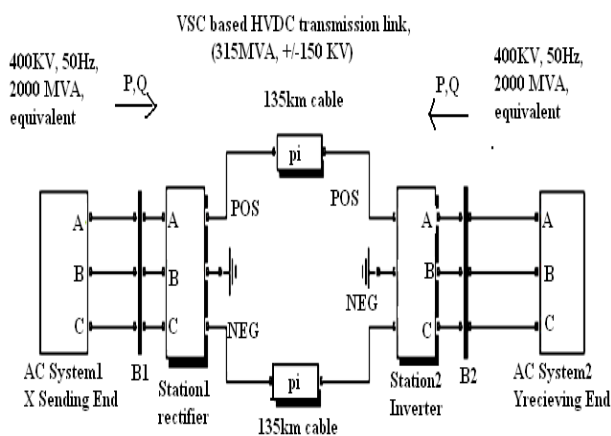 VSC based HVDC transmission link,
(315MVA, +/-150 KV)
400KV, 50Hz,
2000 MVA,
equivalent
P,Q
135km cable
pi
P,Q
400KV, 50Hz,
2000 MVA,
equivalent
POS
POS
A
A
A
A
B
B
B
B
NEG
C
C
NEG
C
C
pi
135km cable
AC System1
X Sending End
B1
Station1
rectifier
Station2
Inverter
B2
AC System2
Yrecieving End